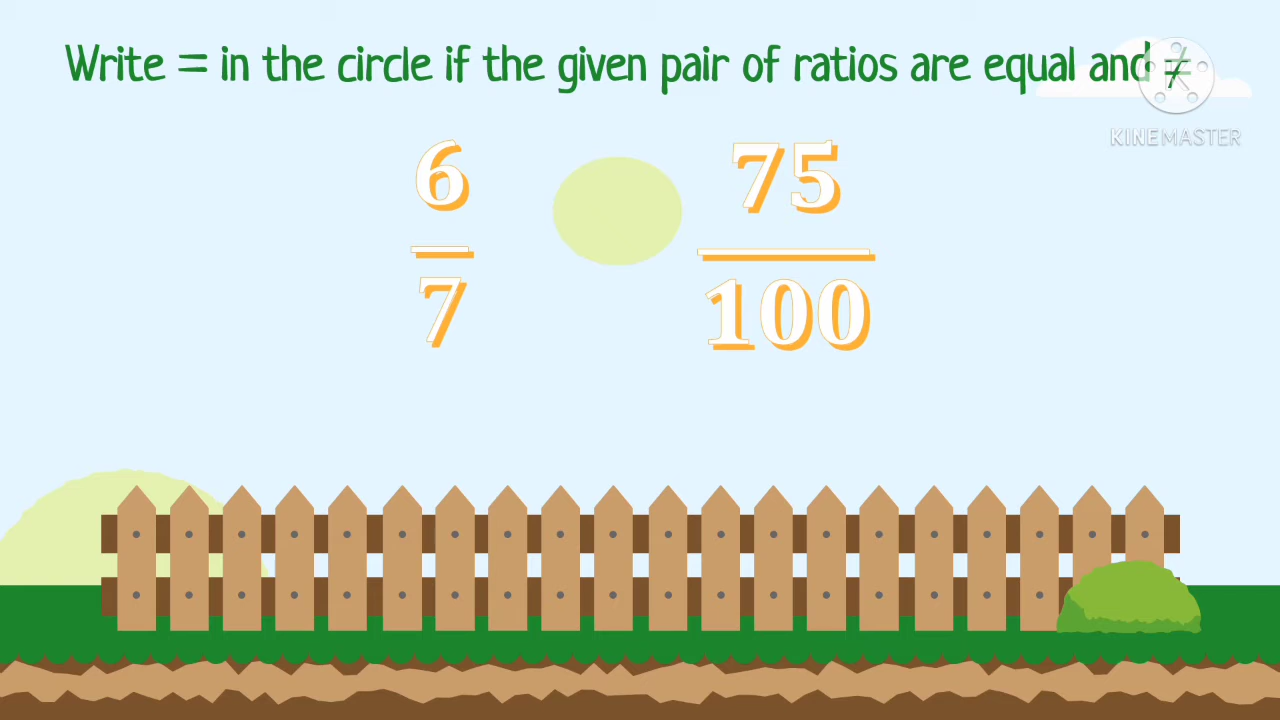 Write = in the circle if the given pair of ratios are equal and ≠
KINEMASTER
6 75
7 100